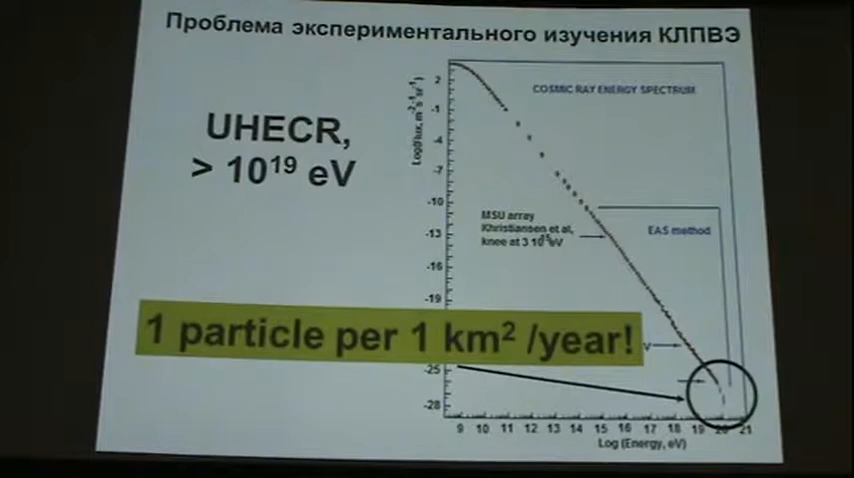 Проблема экспериментального изучения КЛПВЭ
UHECR,
> 10¹⁹ eV
COSMIC RAY ENERGY SPECTRUM
Log(Flux, m⁻²s⁻¹sr⁻¹)
2
-1
-4
-7
-10
-13
-16
-19
-25
-28
MSU array
Khristiansen et al,
knee at 3 10¹⁵eV
EAS method
1 particle per 1 km² /year!
V
9 10 11 12 13 14 15 16 17 18 19 20 21
Log (Energy, eV)